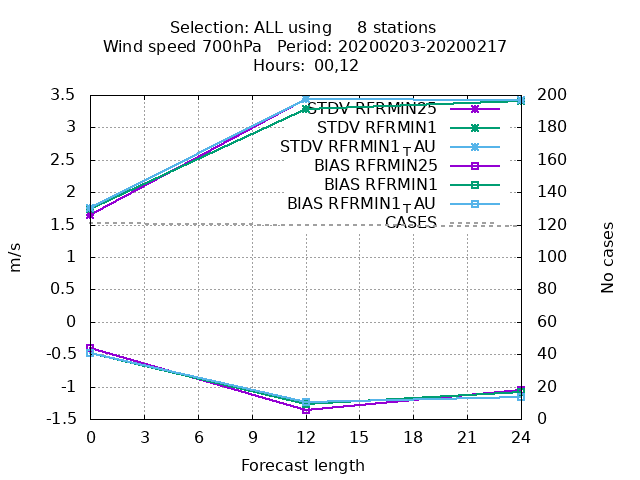 Selection: ALL using     8 stations
Wind speed 700hPa   Period: 20200203-20200217
Hours:  00,12
3.5
3
2.5
2
1.5
1
0.5
0
-0.5
-1
-1.5
m/s
STDV RFRMIN25
STDV RFRMIN1
STDV RFRMIN1┬AU
BIAS RFRMIN25
BIAS RFRMIN1
BIAS RFRMIN1┬AU
CASES
200
180
160
140
120
100
80
60
40
20
0
No cases
0 3 6 9 12 15 18 21 24
Forecast length